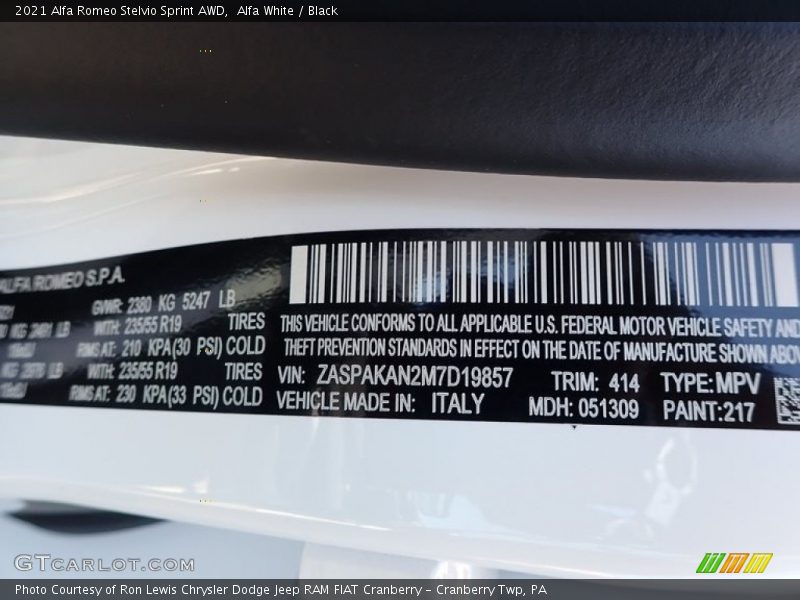 2021 Alfa Romeo Stelvio Sprint AWD,  Alfa White / Black
ALFA ROMEO S.P.A.
GWR: 2380 KG 5247 LB
WITH: 235/55 R19 TIRES
RIMS AT: 210 KPA(30 PSI) COLD
WITH: 235/55 R19 TIRES
RIMS AT: 230 KPA(33 PSI) COLD
THIS VEHICLE CONFORMS TO ALL APPLICABLE U.S. FEDERAL MOTOR VEHICLE SAFETY AND
THEFT PREVENTION STANDARDS IN EFFECT ON THE DATE OF MANUFACTURE SHOWN ABOV
VIN: ZASPAKAN2M7D19857 TRIM: 414 TYPE: MPV
VEHICLE MADE IN: ITALY MDH: 051309 PAINT:217
GTCARLOT.COM
Photo Courtesy of Ron Lewis Chrysler Dodge Jeep RAM FIAT Cranberry – Cranberry Twp, PA